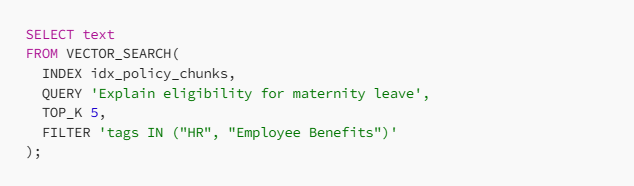 SELECT text
FROM VECTOR_SEARCH(
  INDEX idx_policy_chunks,
  QUERY 'Explain eligibility for maternity leave',
  TOP_K 5,
  FILTER 'tags IN ("HR", "Employee Benefits")'
);